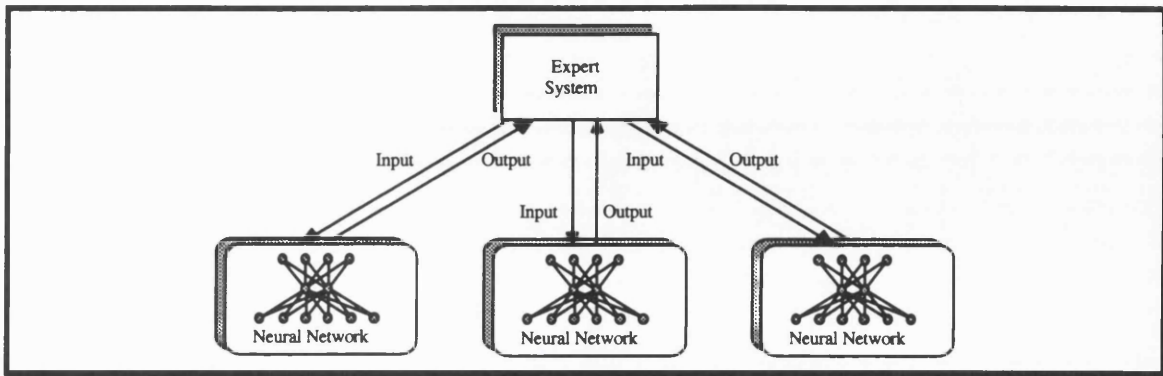 Expert
System
Input
Output
Input
Output
Input
Output
Neural Network
Neural Network
Neural Network